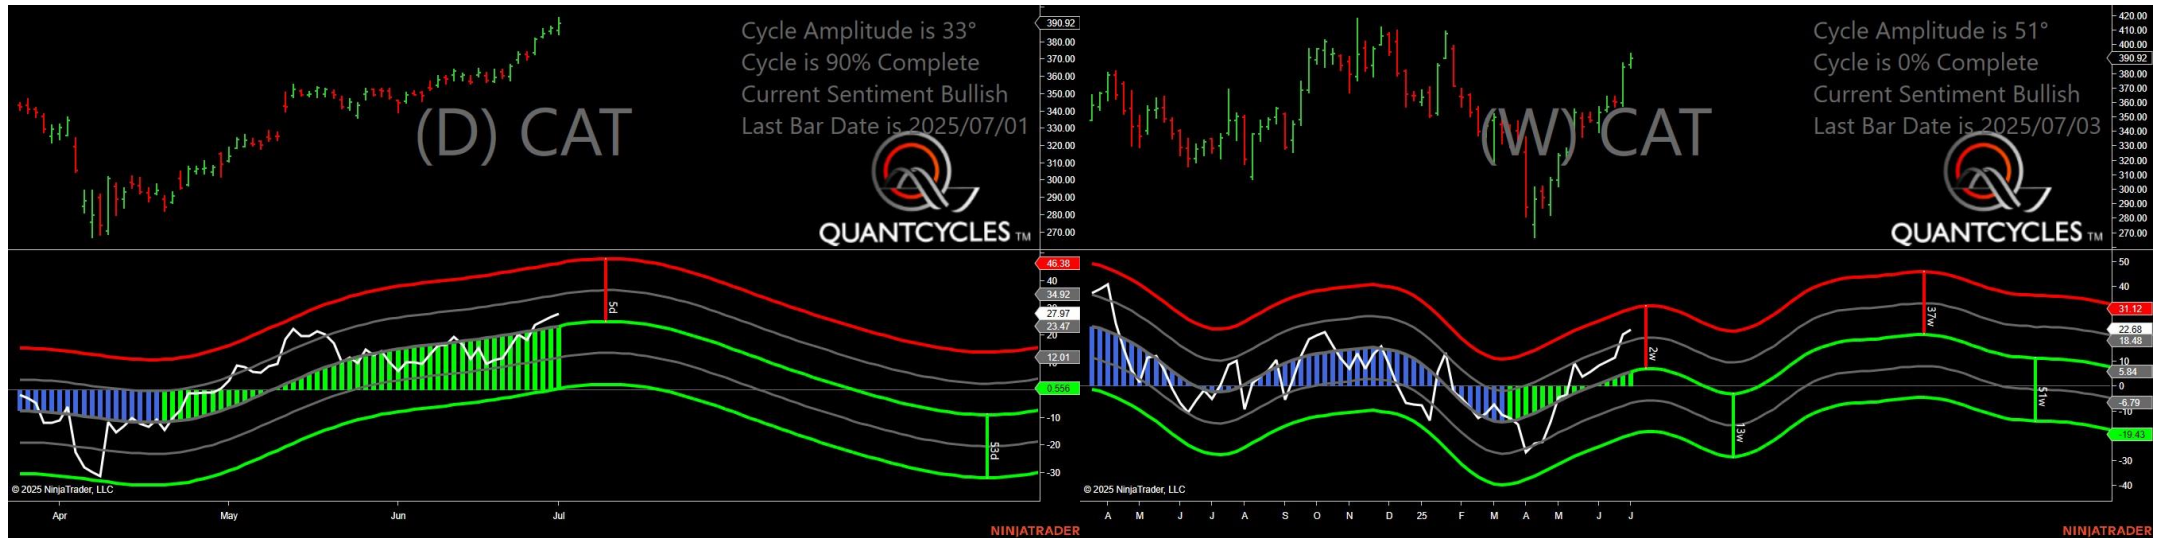 Cycle Amplitude is 33°
Cycle is 90% Complete
Current Sentiment Bullish
Last Bar Date is 2025/07/01
(D) CAT
QUANTCYCLES TM
390.92
380.00
370.00
360.00
350.00
340.00
330.00
320.00
310.00
300.00
290.00
280.00
270.00
46.38
40
34.92
27.97
23.47
20
12.01
0.556
-10
-20
-30
5d
53d
© 2025 NinjaTrader, LLC
Apr May Jun Jul
NINJATRADER
Cycle Amplitude is 51°
Cycle is 0% Complete
Current Sentiment Bullish
Last Bar Date is 2025/07/03
(W) CAT
QUANTCYCLES TM
420.00
410.00
400.00
390.92
380.00
370.00
360.00
350.00
340.00
330.00
320.00
310.00
300.00
290.00
280.00
270.00
50
40
31.12
22.68
18.48
10
5.84
0
-6.79
-10
-19.43
-30
-40
2w
13w
37w
51w
© 2025 NinjaTrader, LLC
A M J J A S O N D 25 F M A M J J
NINJATRADER